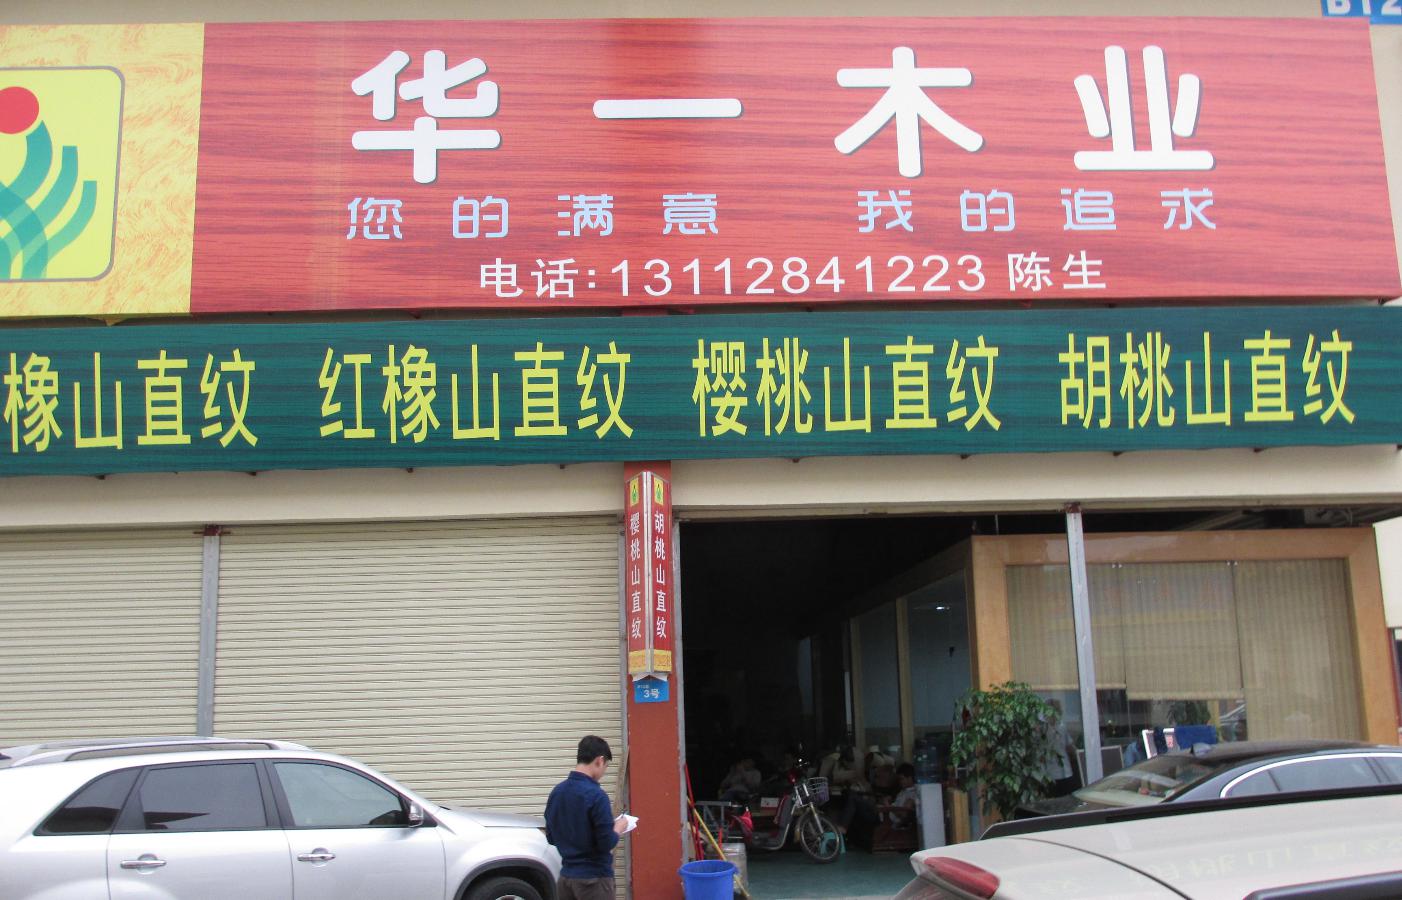 B12
华一木业
您的满意 我的追求
电话:13112841223 陈生
橡山直纹 红橡山直纹 樱桃山直纹 胡桃山直纹
樱桃山直纹
胡桃山直纹
3号